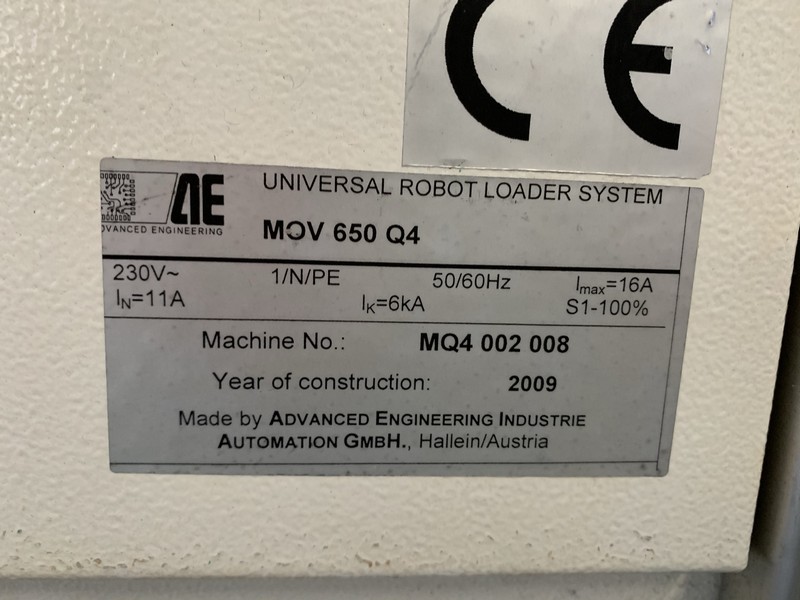 CE
AE
ADVANCED ENGINEERING
UNIVERSAL ROBOT LOADER SYSTEM
MOV 650 Q4
230V~ 1/N/PE 50/60Hz Imax=16A
IN=11A IK=6kA S1-100%
Machine No.: MQ4 002 008
Year of construction: 2009
Made by ADVANCED ENGINEERING INDUSTRIE
AUTOMATION GMBH., Hallein/Austria